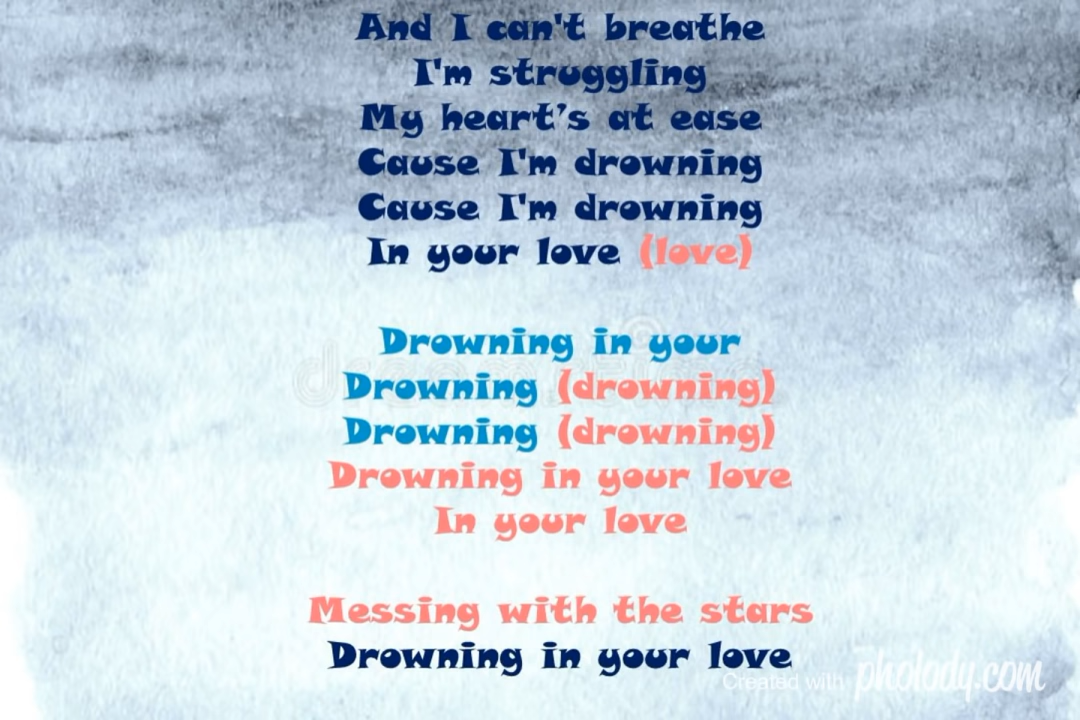 And I can't breathe
I'm struggling
My heart’s at ease
Cause I'm drowning
Cause I'm drowning
In your love (love)
Drowning in your
Drowning (drowning)
Drowning (drowning)
Drowning in your love
In your love
Messing with the stars
Drowning in your love
Created with pholody.com